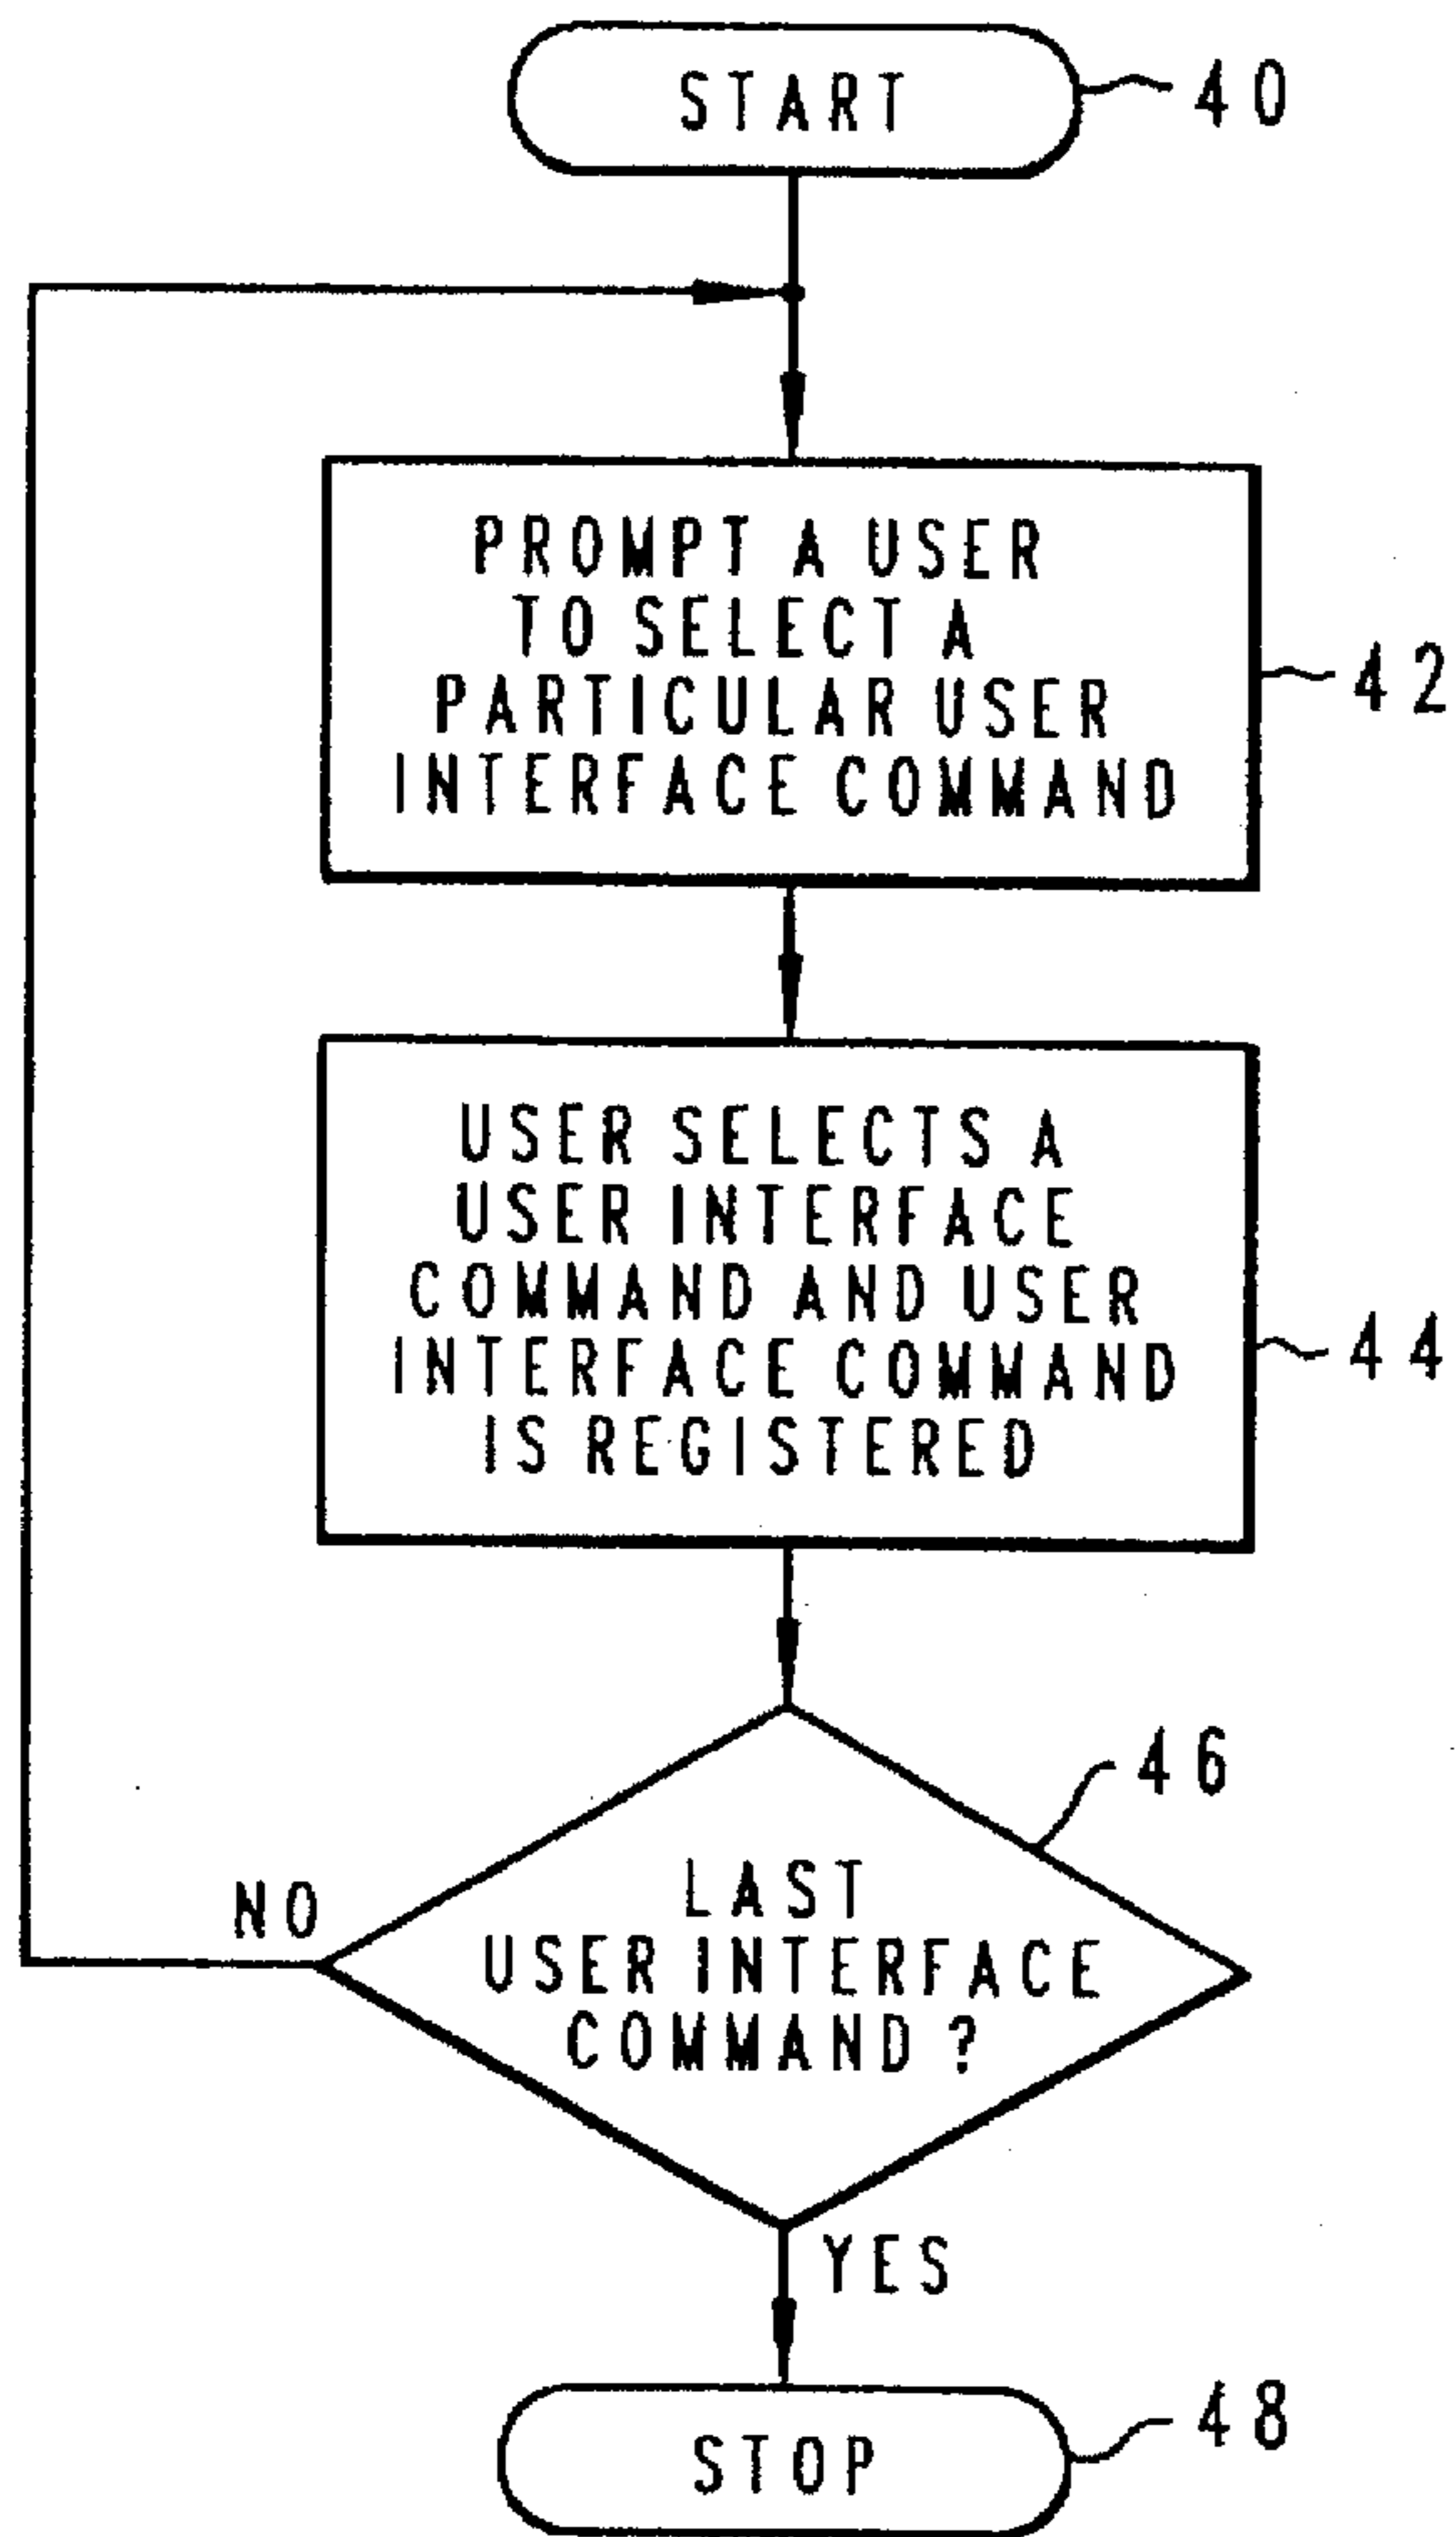 START
40
PROMPT A USER
TO SELECT A
PARTICULAR USER
INTERFACE COMMAND
42
USER SELECTS A
USER INTERFACE
COMMAND AND USER
INTERFACE COMMAND
IS REGISTERED
44
46
LAST
USER INTERFACE
COMMAND ?
NO
YES
STOP
48